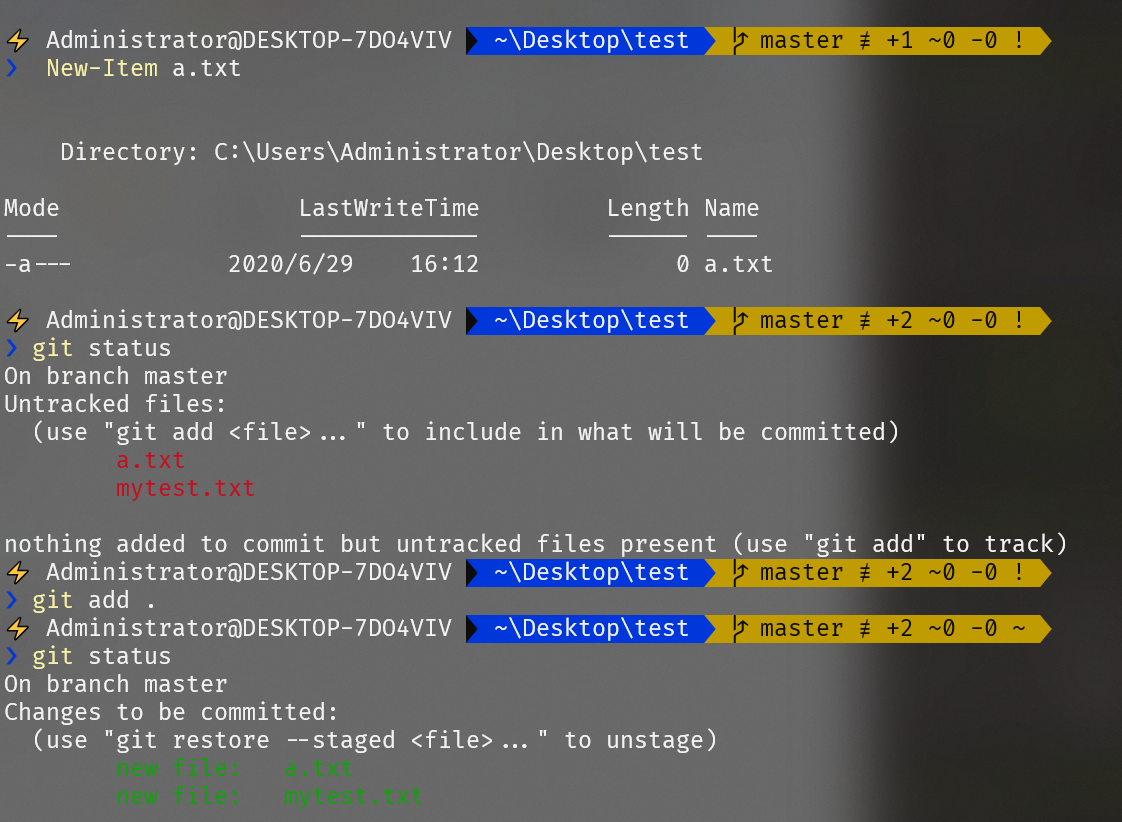 ⚡ Administrator@DESKTOP-7DO4VIV ~\Desktop\test master ≢ +1 ~0 -0 !
❯ New-Item a.txt
Directory: C:\Users\Administrator\Desktop\test
Mode LastWriteTime Length Name
---- ------------- ------ ----
-a--- 2020/6/29 16:12 0 a.txt
⚡ Administrator@DESKTOP-7DO4VIV ~\Desktop\test master ≢ +2 ~0 -0 !
❯ git status
On branch master
Untracked files:
(use "git add <file>..." to include in what will be committed)
a.txt
mytest.txt
nothing added to commit but untracked files present (use "git add" to track)
⚡ Administrator@DESKTOP-7DO4VIV ~\Desktop\test master ≢ +2 ~0 -0 !
❯ git add .
⚡ Administrator@DESKTOP-7DO4VIV ~\Desktop\test master ≢ +2 ~0 -0 ~
❯ git status
On branch master
Changes to be committed:
(use "git restore --staged <file>..." to unstage)
new file: a.txt
new file: mytest.txt